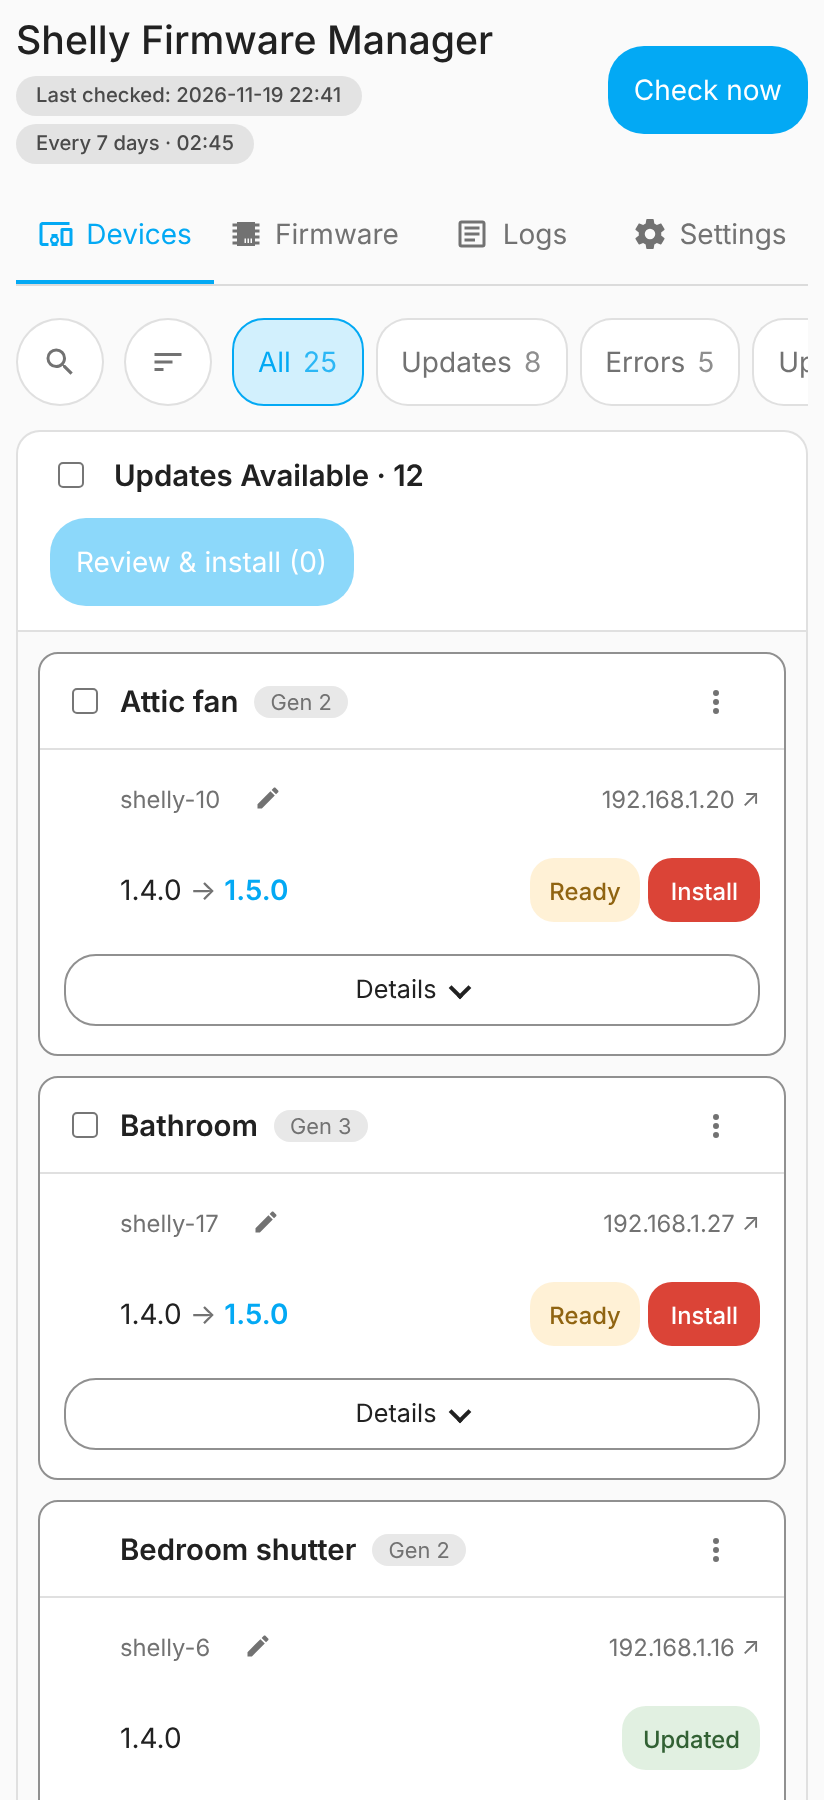 Shelly Firmware Manager
Last checked: 2026-11-19 22:41
Every 7 days · 02:45
Check now
Devices Firmware Logs Settings
All 25 Updates 8 Errors 5 Up
Updates Available · 12
Review & install (0)
Attic fan Gen 2
shelly-10 192.168.1.20
1.4.0 → 1.5.0 Ready Install
Details
Bathroom Gen 3
shelly-17 192.168.1.27
1.4.0 → 1.5.0 Ready Install
Details
Bedroom shutter Gen 2
shelly-6 192.168.1.16
1.4.0 Updated